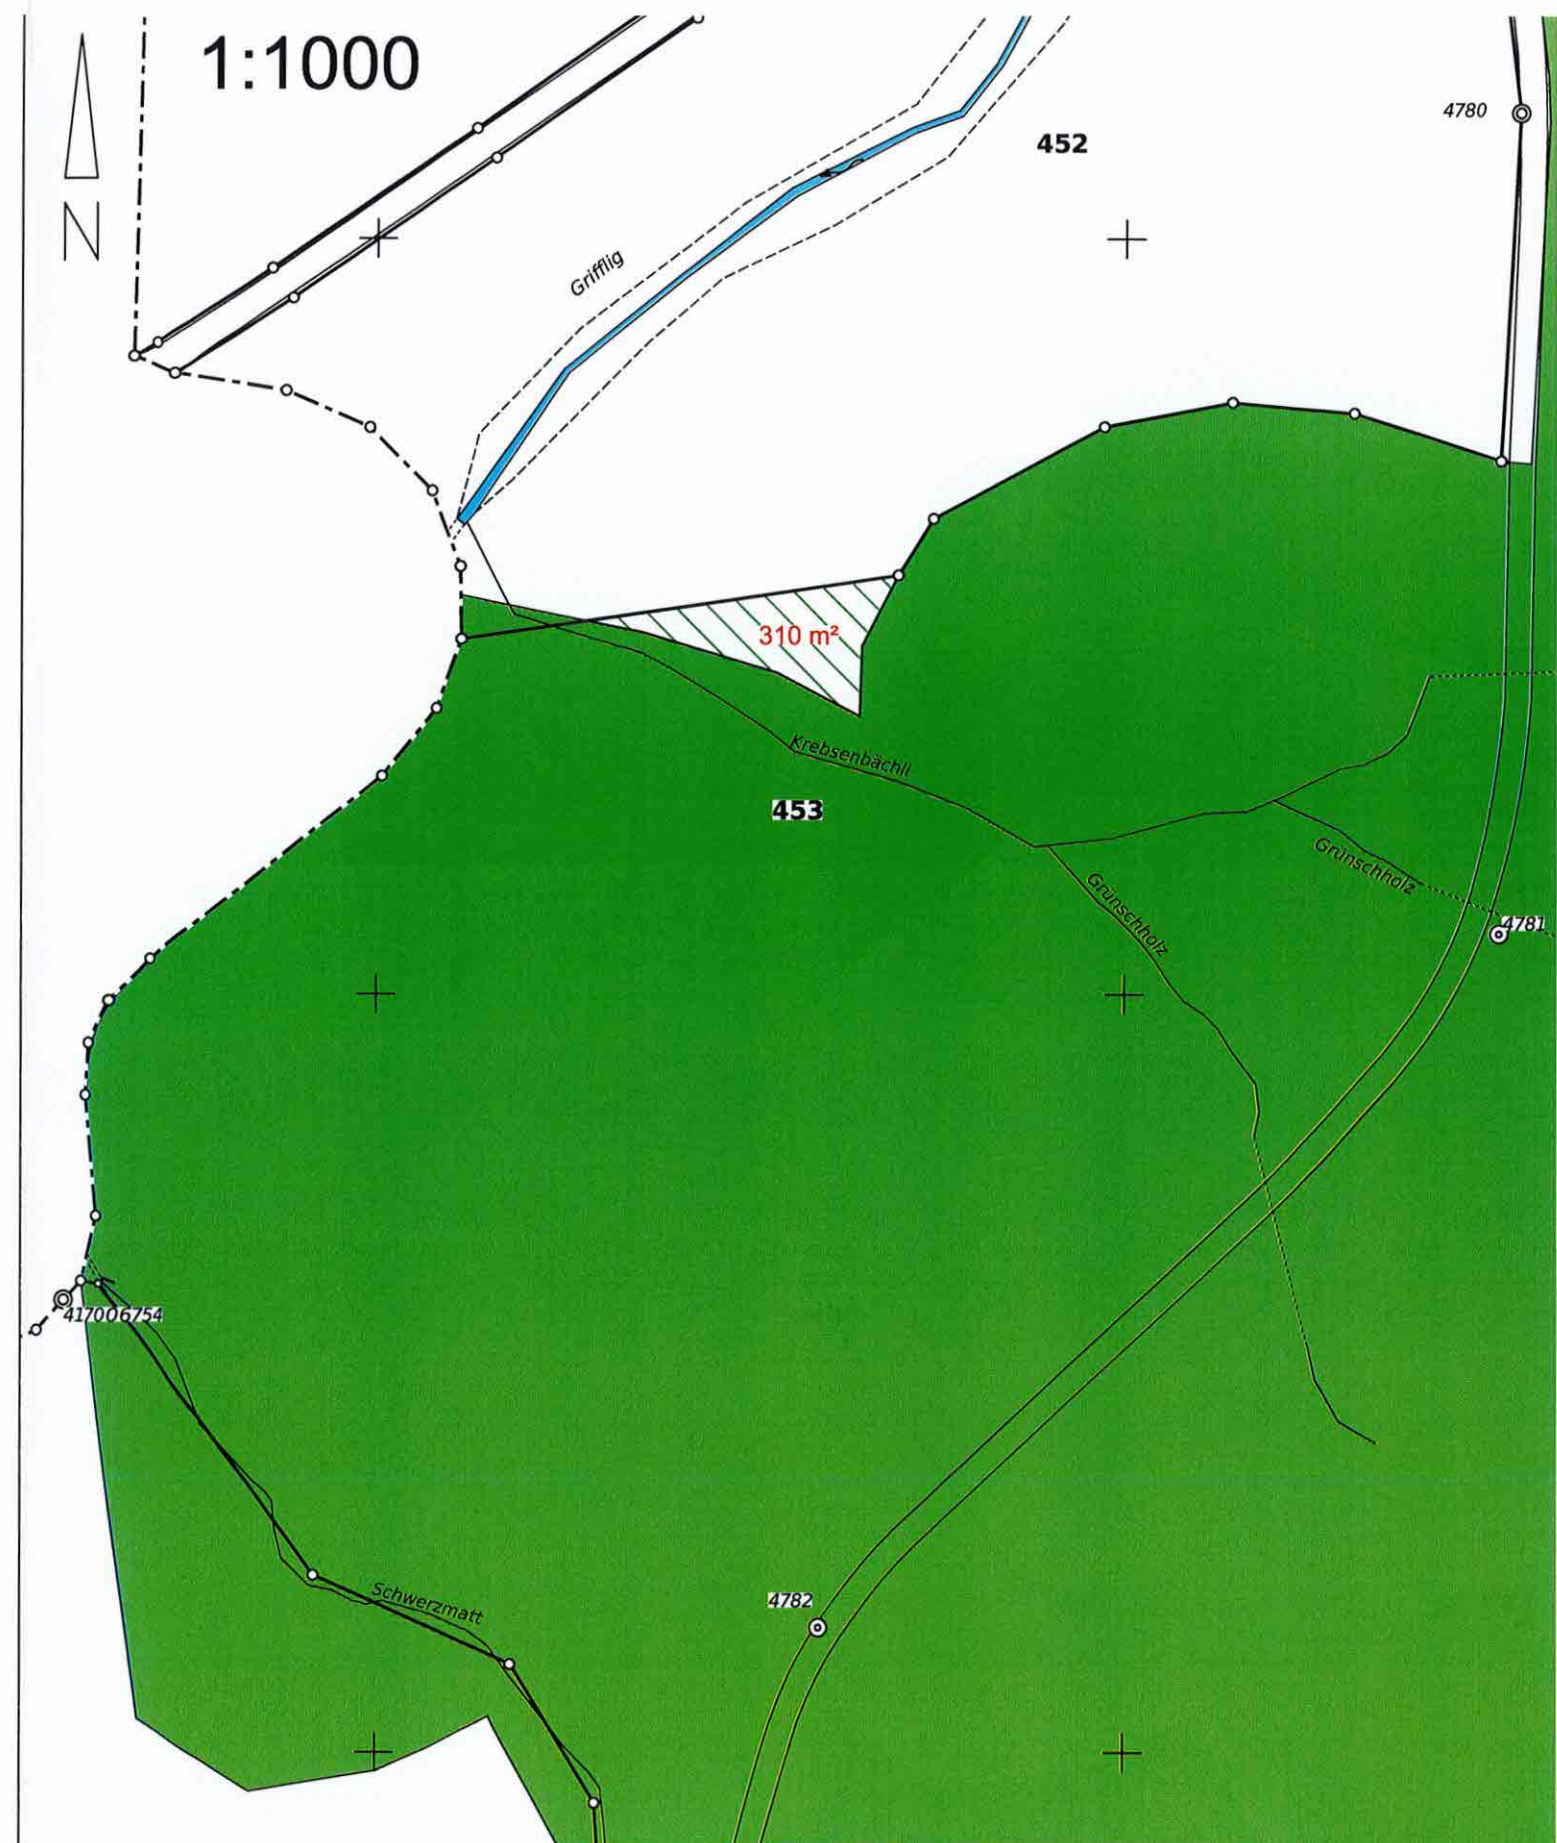 1:1000
N
4780
452
Grifflig
310 m²
Krebsenbächli
453
Grünschholz
Grünschholz
4781
417006754
Schwerzmatt
4782